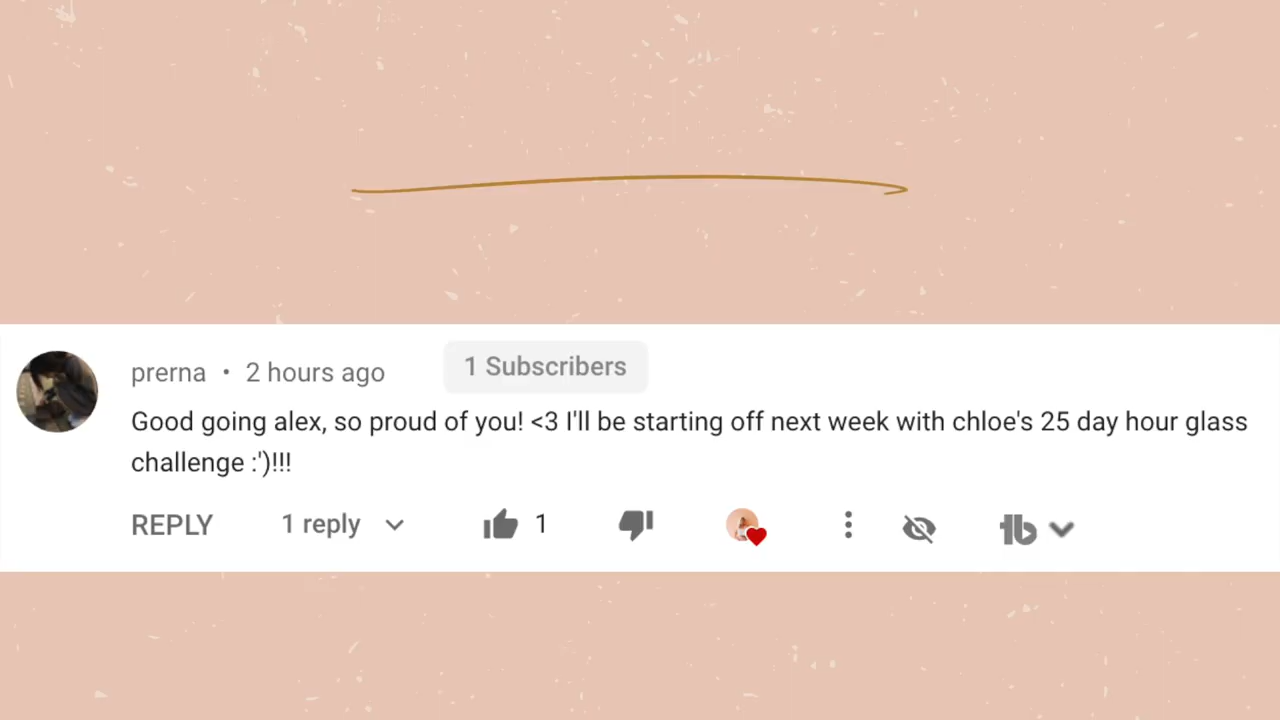 prerna • 2 hours ago 1 Subscribers
Good going alex, so proud of you! <3 I'll be starting off next week with chloe's 25 day hour glass
challenge :')!!!
REPLY 1 reply 1